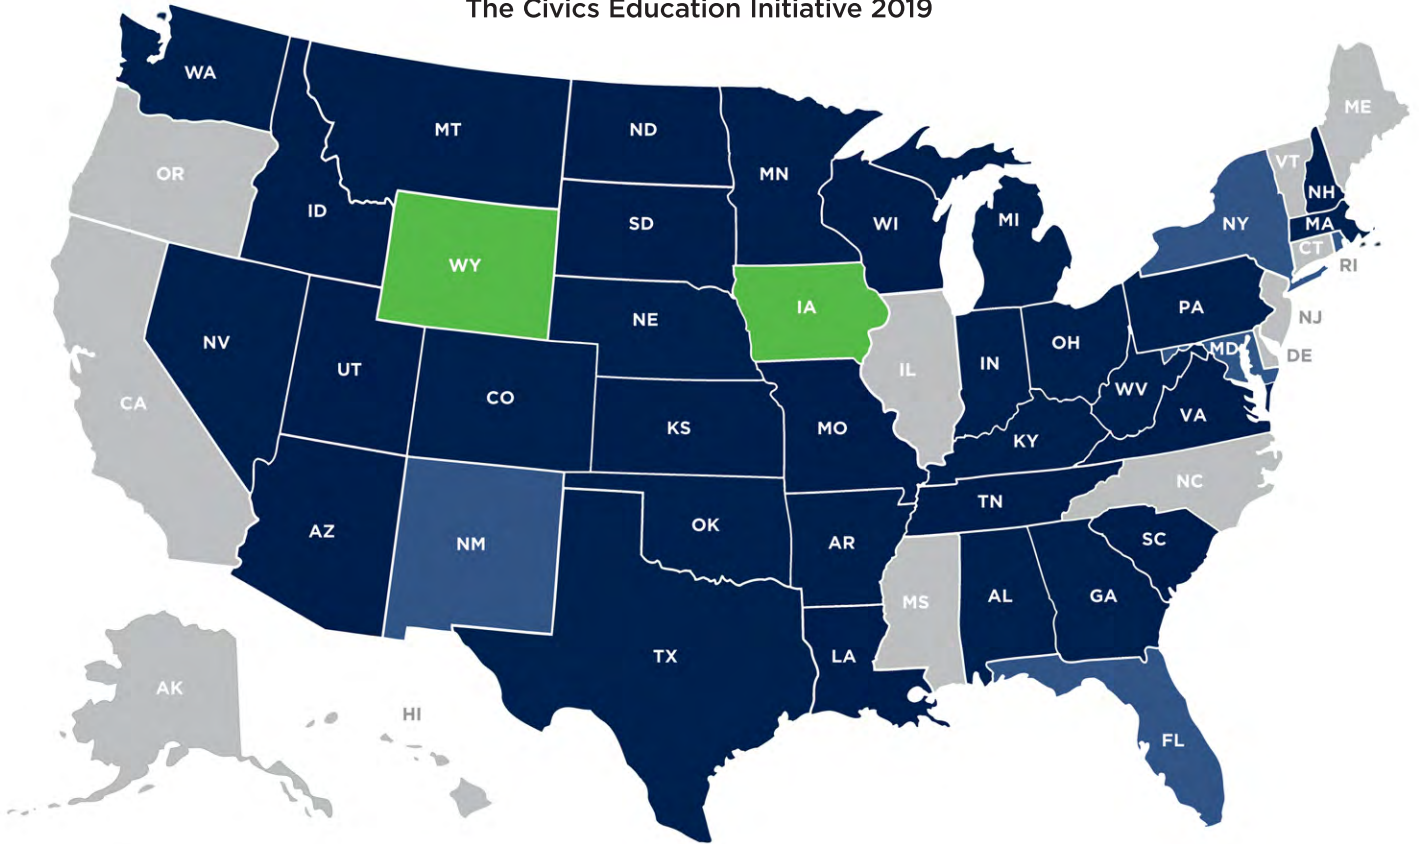 The Civics Education Initiative 2019
WA
MT
ND
MN
ME
OR
ID
SD
WI
MI
VT
NH
NY
MA
CT
RI
WY
IA
NE
PA
NJ
NV
UT
CO
IL
IN
OH
MD
DE
WV
VA
CA
KS
MO
KY
NC
AZ
NM
OK
AR
TN
SC
MS
AL
GA
TX
LA
AK
HI
FL